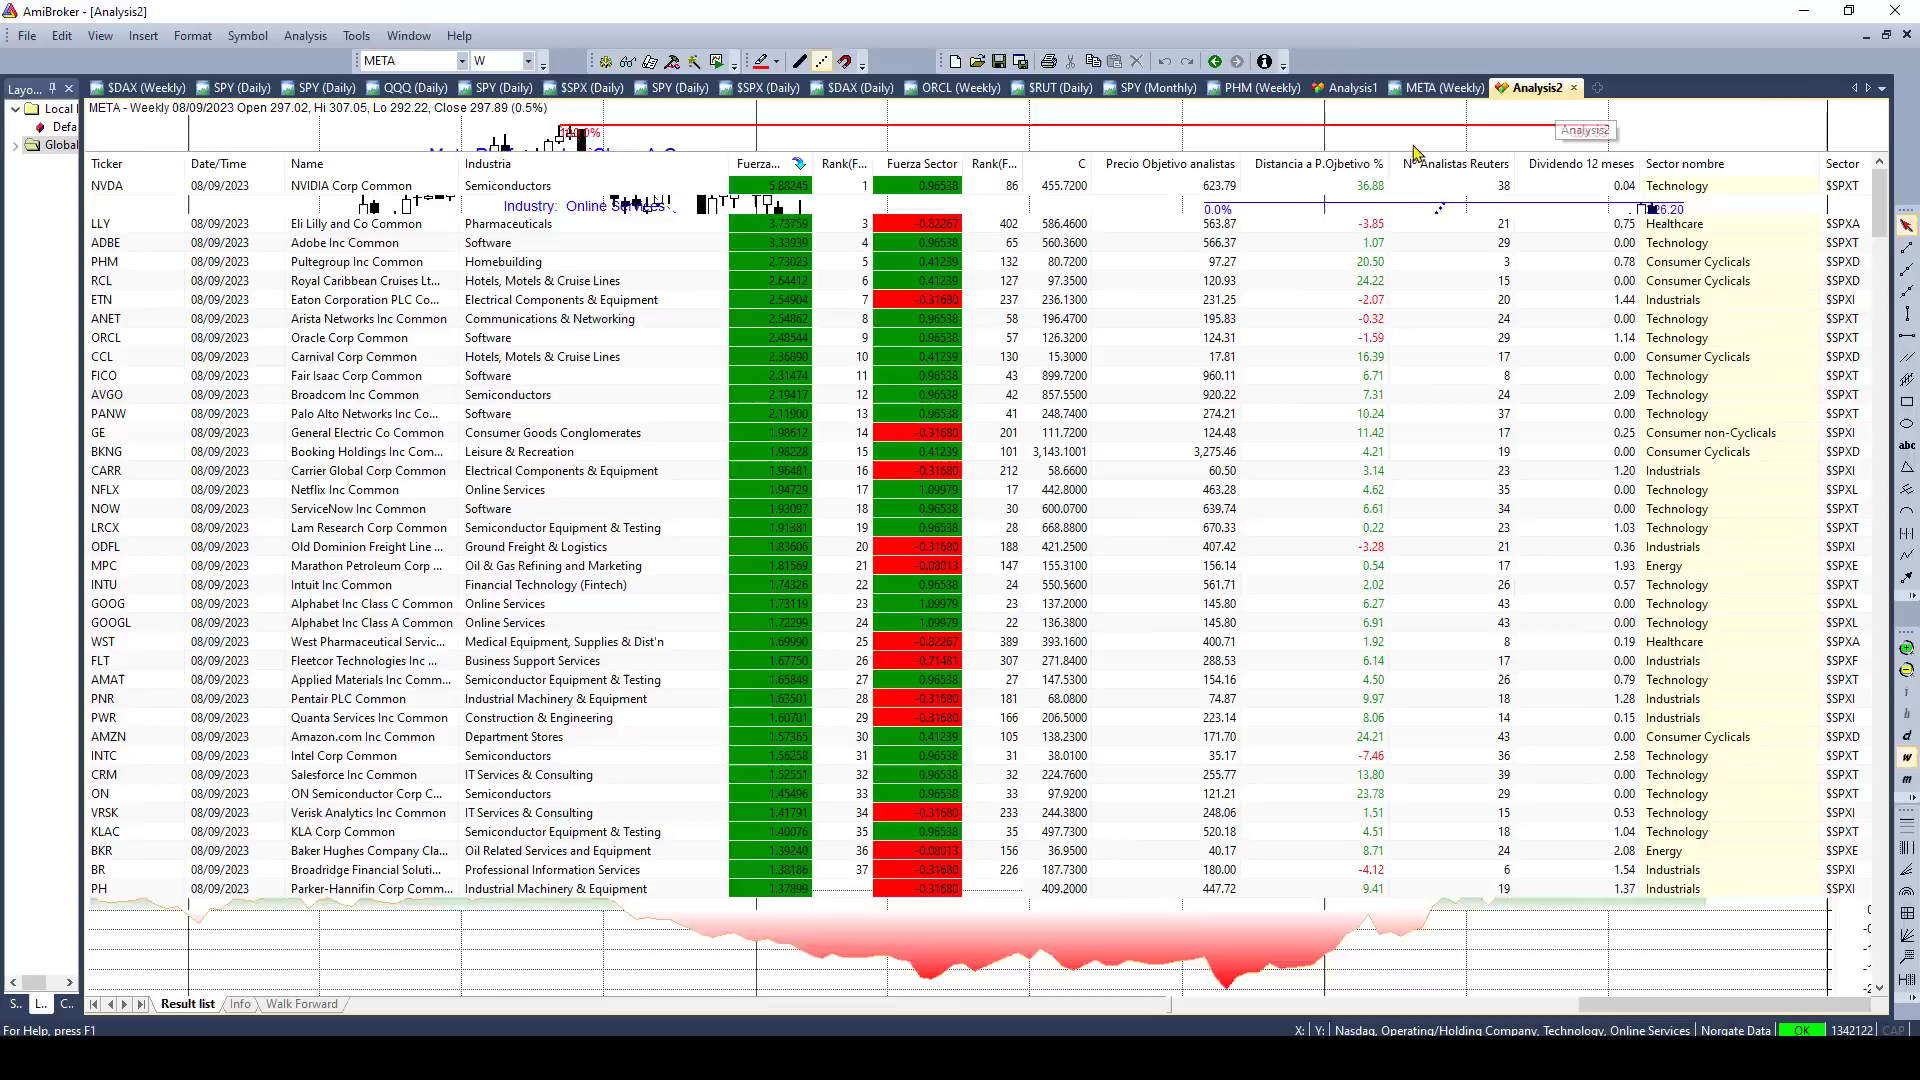 AmiBroker - [Analysis2]
File Edit View Insert Format Symbol Analysis Tools Window Help
META W
Layo... $DAX (Weekly) SPY (Daily) SPY (Daily) QQQ (Daily) SPY (Daily) $SPX (Daily) SPY (Daily) $SPX (Daily) $DAX (Daily) ORCL (Weekly) $RUT (Daily) SPY (Monthly) PHM (Weekly) Analysis1 META (Weekly) Analysis2
Local
Defa
Global
META - Weekly 08/09/2023 Open 297.02, Hi 307.05, Lo 292.22, Close 297.89 (0.5%)
Analysis2
Ticker Date/Time Name Industria Fuerza... Rank(F... Fuerza Sector Rank(F... C Precio Objetivo analistas Distancia a P.Ojbetivo % Nº Analistas Reuters Dividendo 12 meses Sector nombre Sector
NVDA 08/09/2023 NVIDIA Corp Common Semiconductors 5.88245 1 0.96538 86 455.7200 623.79 36.88 38 0.04 Technology $SPXT
Industry: Online Services 0.0%
LLY 08/09/2023 Eli Lilly and Co Common Pharmaceuticals 3.73759 3 -0.82267 402 586.4600 563.87 -3.85 21 0.75 Healthcare $SPXA
ADBE 08/09/2023 Adobe Inc Common Software 3.33939 4 0.96538 65 560.3600 566.37 1.07 29 0.00 Technology $SPXT
PHM 08/09/2023 Pultegroup Inc Common Homebuilding 2.73023 5 0.41239 132 80.7200 97.27 20.50 3 0.78 Consumer Cyclicals $SPXD
RCL 08/09/2023 Royal Caribbean Cruises Lt... Hotels, Motels & Cruise Lines 2.64412 6 0.41239 127 97.3500 120.93 24.22 15 0.00 Consumer Cyclicals $SPXD
ETN 08/09/2023 Eaton Corporation PLC Co... Electrical Components & Equipment 2.54904 7 -0.31680 237 236.1300 231.25 -2.07 20 1.44 Industrials $SPXI
ANET 08/09/2023 Arista Networks Inc Common Communications & Networking 2.54862 8 0.96538 58 196.4700 195.83 -0.32 24 0.00 Technology $SPXT
ORCL 08/09/2023 Oracle Corp Common Software 2.48544 9 0.96538 57 126.3200 124.31 -1.59 29 1.14 Technology $SPXT
CCL 08/09/2023 Carnival Corp Common Hotels, Motels & Cruise Lines 2.36890 10 0.41239 130 15.3000 17.81 16.39 17 0.00 Consumer Cyclicals $SPXD
FICO 08/09/2023 Fair Isaac Corp Common Software 2.31474 11 0.96538 43 899.7200 960.11 6.71 8 0.00 Technology $SPXT
AVGO 08/09/2023 Broadcom Inc Common Semiconductors 2.19417 12 0.96538 42 857.5500 920.22 7.31 24 2.09 Technology $SPXT
PANW 08/09/2023 Palo Alto Networks Inc Co... Software 2.11900 13 0.96538 41 248.7400 274.21 10.24 37 0.00 Technology $SPXT
GE 08/09/2023 General Electric Co Common Consumer Goods Conglomerates 1.98612 14 -0.31680 201 111.7200 124.48 11.42 17 0.25 Consumer non-Cyclicals $SPXI
BKNG 08/09/2023 Booking Holdings Inc Com... Leisure & Recreation 1.98228 15 0.41239 101 3,143.1001 3,275.46 4.21 19 0.00 Consumer Cyclicals $SPXD
CARR 08/09/2023 Carrier Global Corp Common Electrical Components & Equipment 1.96481 16 -0.31680 212 58.6600 60.50 3.14 23 1.20 Industrials $SPXI
NFLX 08/09/2023 Netflix Inc Common Online Services 1.94729 17 1.09979 17 442.8000 463.28 4.62 35 0.00 Technology $SPXL
NOW 08/09/2023 ServiceNow Inc Common Software 1.93097 18 0.96538 30 600.0700 639.74 6.61 34 0.00 Technology $SPXT
LRCX 08/09/2023 Lam Research Corp Common Semiconductor Equipment & Testing 1.91381 19 0.96538 28 668.8800 670.33 0.22 23 1.03 Technology $SPXT
ODFL 08/09/2023 Old Dominion Freight Line ... Ground Freight & Logistics 1.83606 20 -0.31680 188 421.2500 407.42 -3.28 21 0.36 Industrials $SPXI
MPC 08/09/2023 Marathon Petroleum Corp ... Oil & Gas Refining and Marketing 1.81569 21 -0.08013 147 155.3100 156.14 0.54 17 1.93 Energy $SPXE
INTU 08/09/2023 Intuit Inc Common Financial Technology (Fintech) 1.74326 22 0.96538 24 550.5600 561.71 2.02 26 0.57 Technology $SPXT
GOOG 08/09/2023 Alphabet Inc Class C Common Online Services 1.73119 23 1.09979 23 137.2000 145.80 6.27 43 0.00 Technology $SPXL
GOOGL 08/09/2023 Alphabet Inc Class A Common Online Services 1.72299 24 1.09979 22 136.3800 145.80 6.91 43 0.00 Technology $SPXL
WST 08/09/2023 West Pharmaceutical Servic... Medical Equipment, Supplies & Dist'n 1.69990 25 -0.82267 389 393.1600 400.71 1.92 8 0.19 Healthcare $SPXA
FLT 08/09/2023 Fleetcor Technologies Inc ... Business Support Services 1.67750 26 -0.71481 307 271.8400 288.53 6.14 17 0.00 Industrials $SPXF
AMAT 08/09/2023 Applied Materials Inc Comm... Semiconductor Equipment & Testing 1.65849 27 0.96538 27 147.5300 154.16 4.50 26 0.79 Technology $SPXT
PNR 08/09/2023 Pentair PLC Common Industrial Machinery & Equipment 1.63501 28 -0.31680 181 68.0800 74.87 9.97 18 1.28 Industrials $SPXI
PWR 08/09/2023 Quanta Services Inc Common Construction & Engineering 1.60701 29 -0.31680 166 206.5000 223.14 8.06 14 0.15 Industrials $SPXI
AMZN 08/09/2023 Amazon.com Inc Common Department Stores 1.57365 30 0.41239 105 138.2300 171.70 24.21 43 0.00 Consumer Cyclicals $SPXD
INTC 08/09/2023 Intel Corp Common Semiconductors 1.56258 31 0.96538 31 38.0100 35.17 -7.46 36 2.58 Technology $SPXT
CRM 08/09/2023 Salesforce Inc Common IT Services & Consulting 1.52551 32 0.96538 32 224.7600 255.77 13.80 39 0.00 Technology $SPXT
ON 08/09/2023 ON Semiconductor Corp C... Semiconductors 1.45496 33 0.96538 33 97.9200 121.21 23.78 29 0.00 Technology $SPXT
VRSK 08/09/2023 Verisk Analytics Inc Common IT Services & Consulting 1.41791 34 -0.31680 233 244.3800 248.06 1.51 15 0.53 Technology $SPXI
KLAC 08/09/2023 KLA Corp Common Semiconductor Equipment & Testing 1.40076 35 0.96538 35 497.7300 520.18 4.51 18 1.04 Technology $SPXT
BKR 08/09/2023 Baker Hughes Company Cla... Oil Related Services and Equipment 1.39240 36 -0.08013 156 36.9500 40.17 8.71 24 2.08 Energy $SPXE
BR 08/09/2023 Broadridge Financial Soluti... Professional Information Services 1.38186 37 -0.31680 226 187.7300 180.00 -4.12 6 1.54 Industrials $SPXI
PH 08/09/2023 Parker-Hannifin Corp Comm... Industrial Machinery & Equipment 1.37899 -0.31680 409.2000 447.72 9.41 19 1.37 Industrials $SPXI
S.. L.. C.. Result list Info Walk Forward
For Help, press F1 X: Y: Nasdaq, Operating/Holding Company, Technology, Online Services Norgate Data OK 1342122 CAP